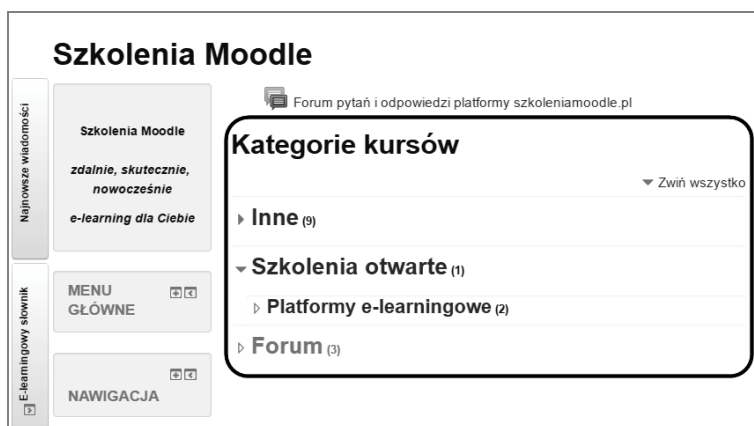 Szkolenia Moodle
Najnowsze wiadomości
E-learningowy słownik
Szkolenia Moodle
zdalnie, skutecznie,
nowocześnie
e-learning dla Ciebie
MENU
GŁÓWNE
NAWIGACJA
Forum pytań i odpowiedzi platformy szkoleniamoodle.pl
Kategorie kursów
Zwiń wszystko
Inne (9)
Szkolenia otwarte (1)
Platformy e-learningowe (2)
Forum (3)